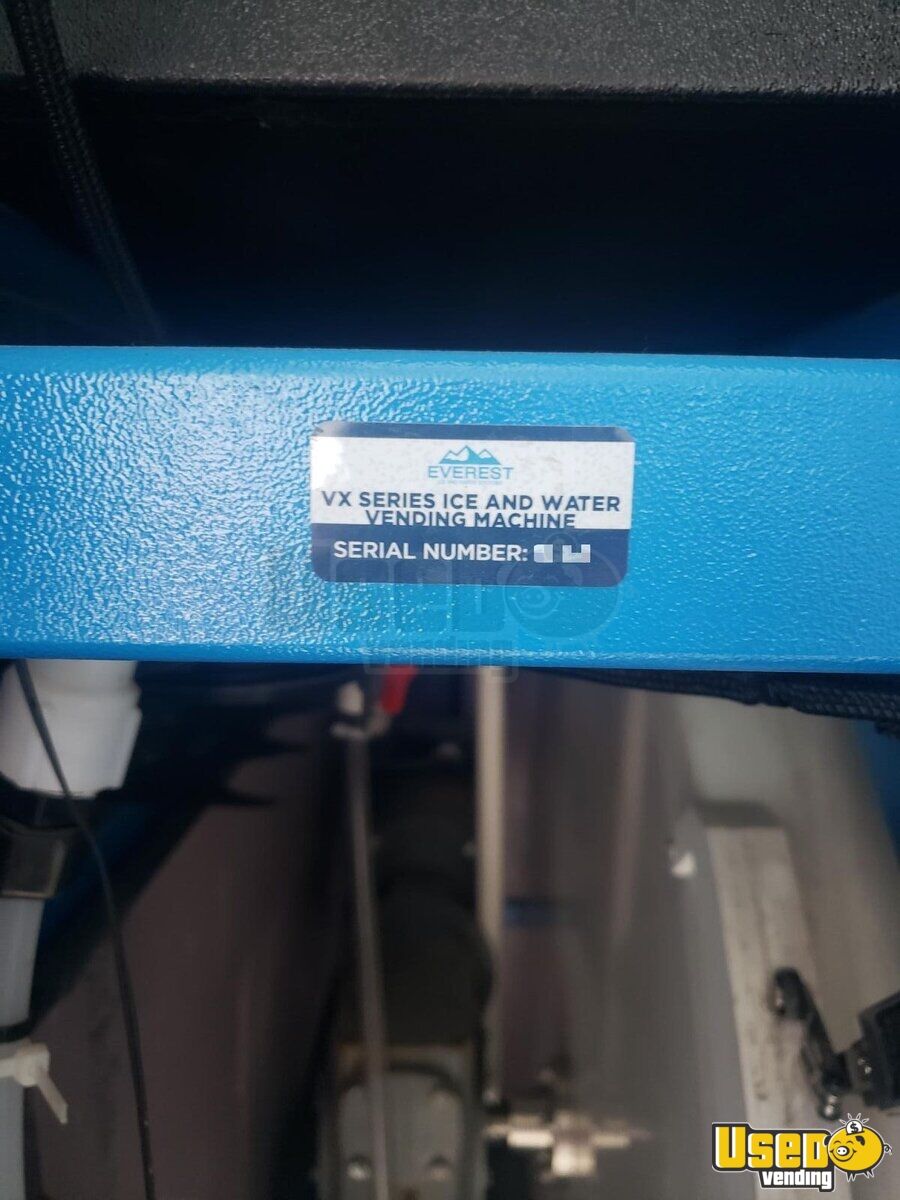 EVEREST
VX SERIES ICE AND WATER
VENDING MACHINE
SERIAL NUMBER:
USED
vending